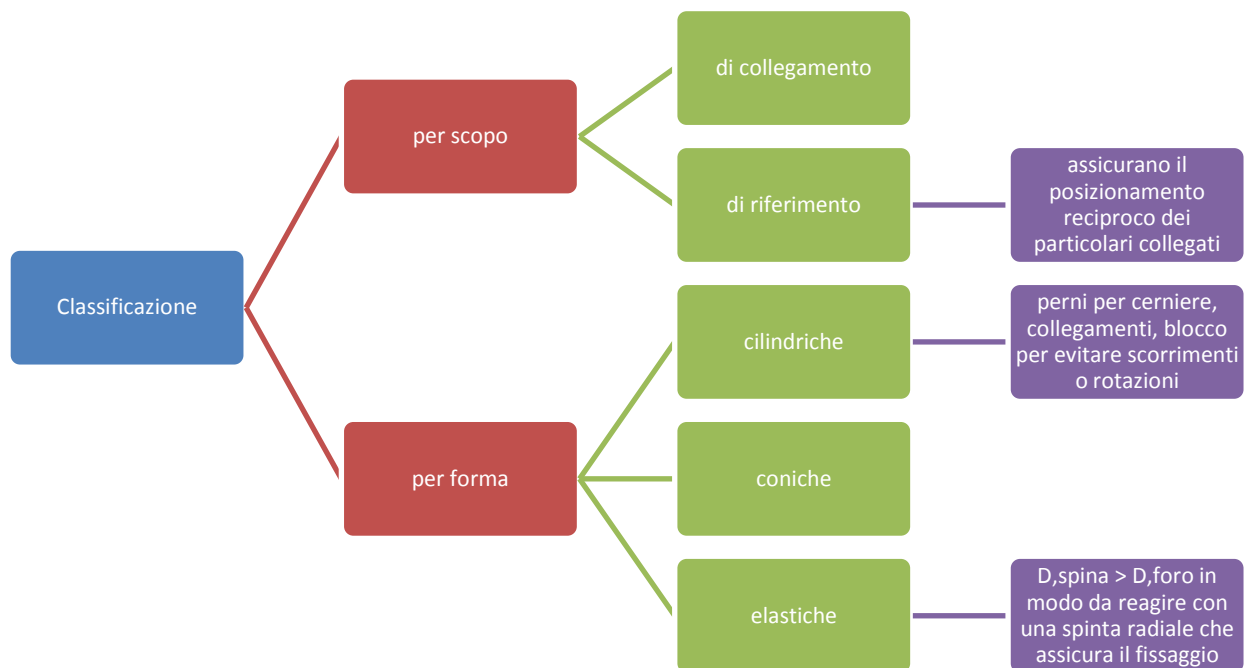 di collegamento
per scopo
di riferimento
assicurano il
posizionamento
reciproco dei
particolari collegati
Classificazione
cilindriche
perni per cerniere,
collegamenti, blocco
per evitare scorrimenti
o rotazioni
per forma
coniche
elastiche
D,spina > D,foro in
modo da reagire con
una spinta radiale che
assicura il fissaggio